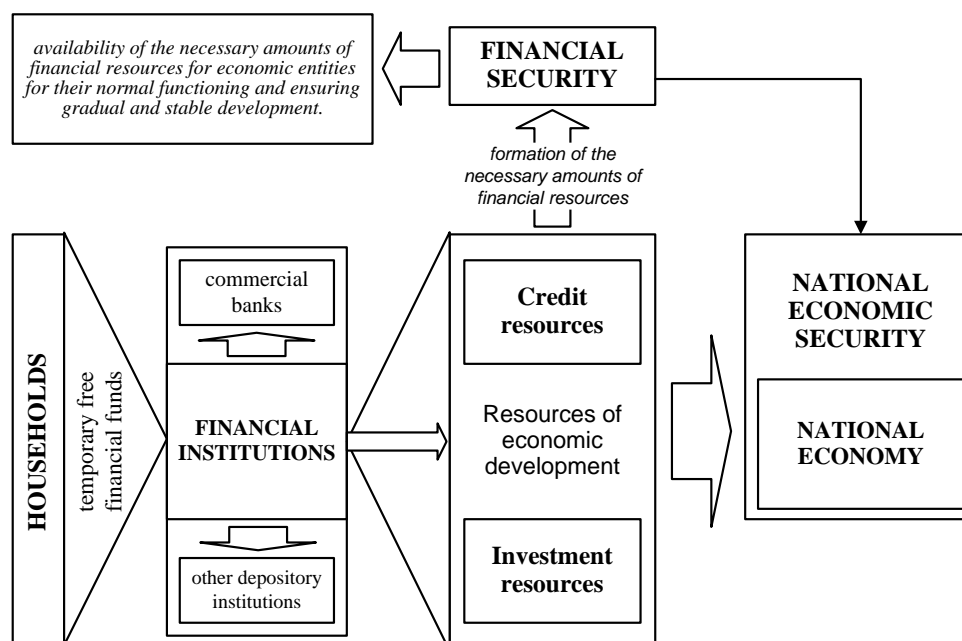 availability of the necessary amounts of
financial resources for economic entities
for their normal functioning and ensuring
gradual and stable development.
FINANCIAL
SECURITY
formation of the
necessary amounts of
financial resources
HOUSEHOLDS
temporary free
financial funds
commercial
banks
FINANCIAL
INSTITUTIONS
other depository
institutions
Credit
resources
Resources of
economic
development
Investment
resources
NATIONAL
ECONOMIC
SECURITY
NATIONAL
ECONOMY